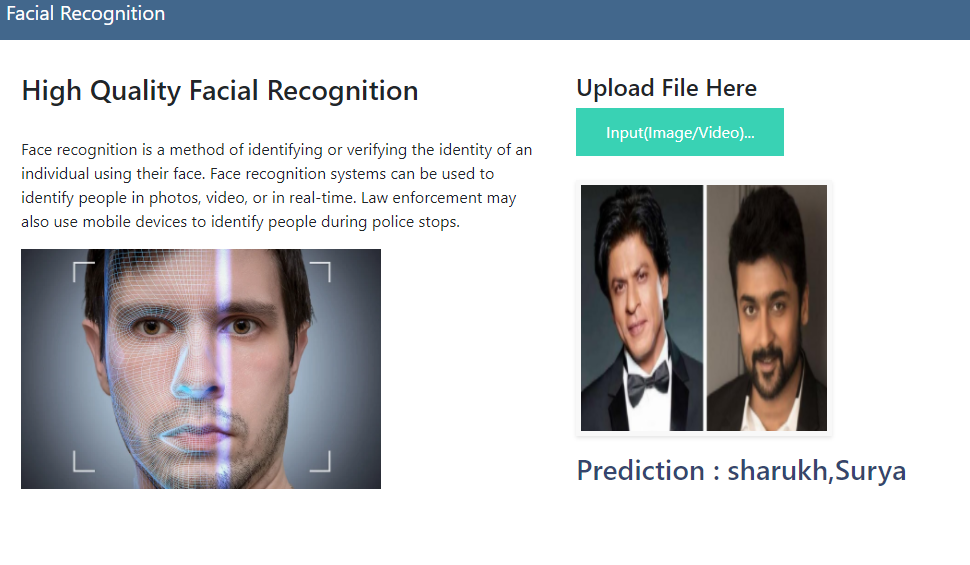 Facial Recognition
High Quality Facial Recognition
Face recognition is a method of identifying or verifying the identity of an
individual using their face. Face recognition systems can be used to
identify people in photos, video, or in real-time. Law enforcement may
also use mobile devices to identify people during police stops.
Upload File Here
Input(Image/Video)...
Prediction : sharukh,Surya